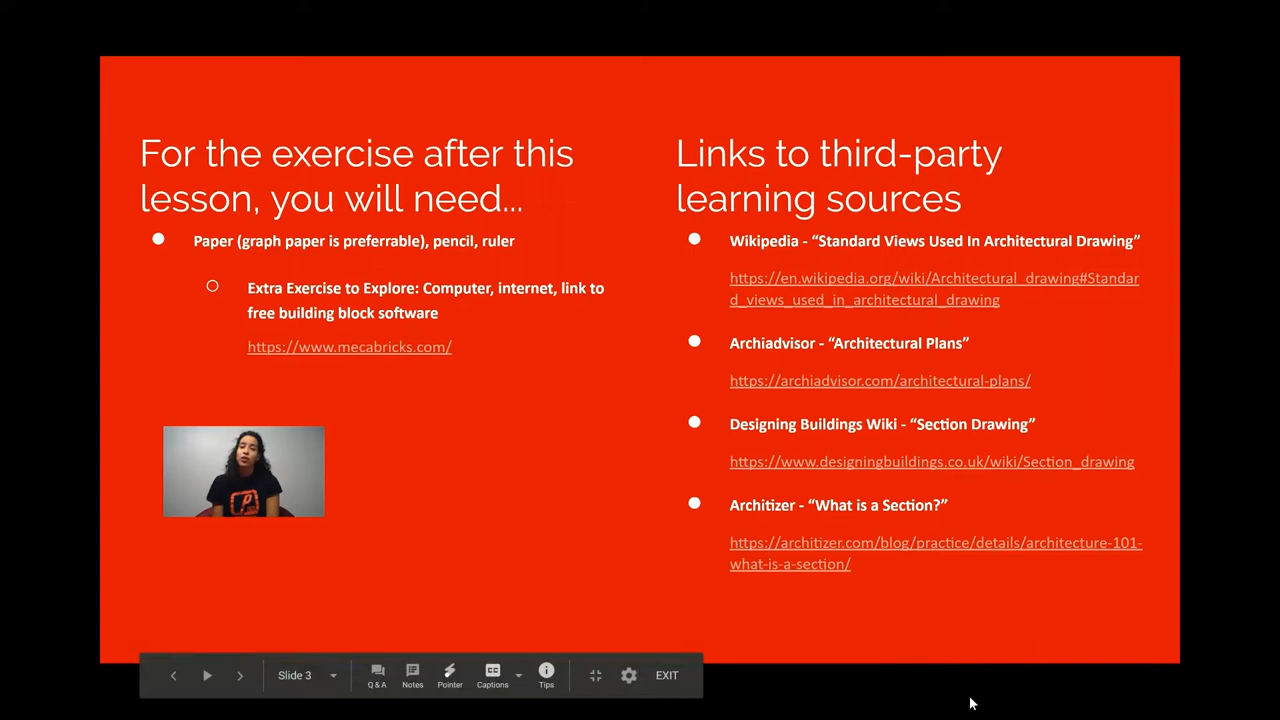 For the exercise after this
lesson, you will need...
Paper (graph paper is preferrable), pencil, ruler
Extra Exercise to Explore: Computer, internet, link to
free building block software
https://www.mecabricks.com/
Links to third-party
learning sources
Wikipedia - “Standard Views Used In Architectural Drawing”
https://en.wikipedia.org/wiki/Architectural_drawing#Standar
d_views_used_in_architectural_drawing
Archiadvisor - “Architectural Plans”
https://archiadvisor.com/architectural-plans/
Designing Buildings Wiki - “Section Drawing”
https://www.designingbuildings.co.uk/wiki/Section_drawing
Architizer - “What is a Section?”
https://architizer.com/blog/practice/details/architecture-101-
what-is-a-section/
P
Slide 3
Q & A
Notes
Pointer
CC
Captions
Tips
EXIT